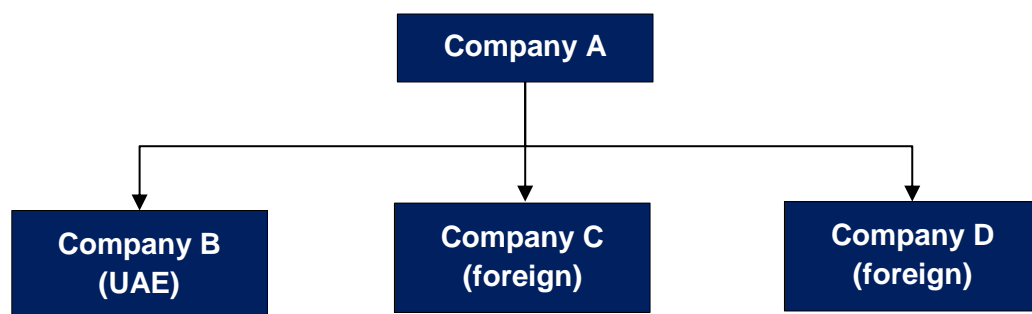 Company A
Company B
(UAE)
Company C
(foreign)
Company D
(foreign)